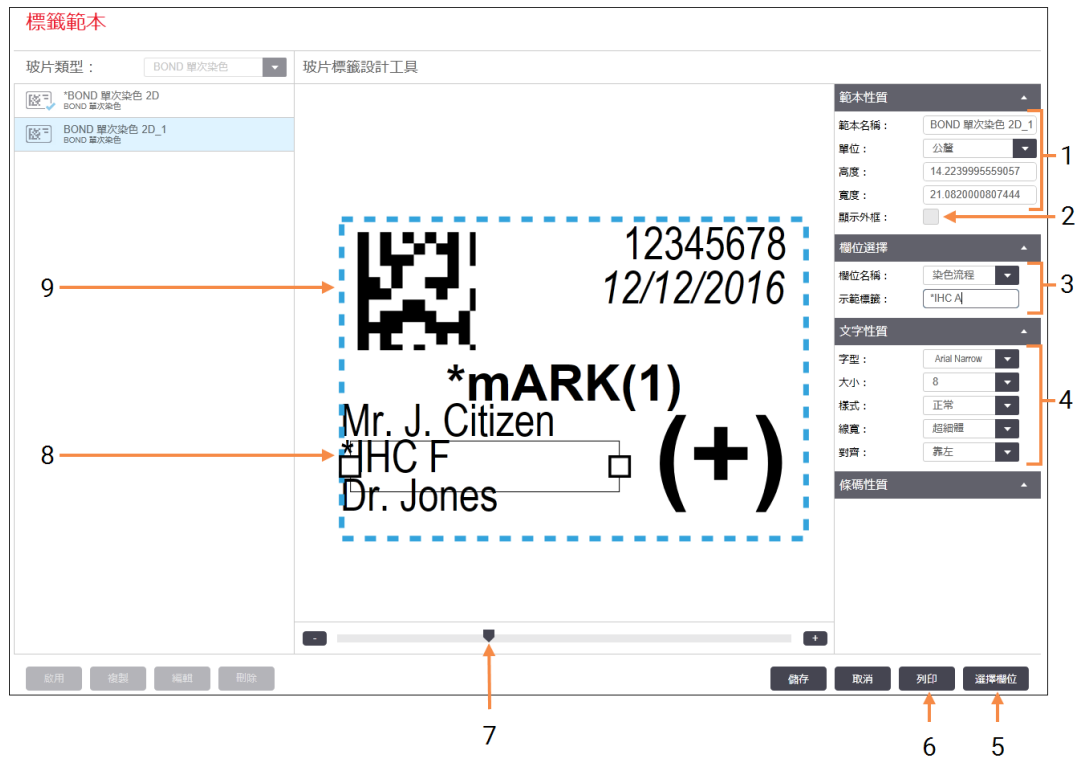 標籤範本
玻片類型：
BOND 單次染色
玻片標籤設計工具
*BOND 單次染色 2D
BOND 單次染色
BOND 單次染色 2D_1
BOND 單次染色
12345678
12/12/2016
*mARK(1)
Mr. J. Citizen
*IHC F
Dr. Jones
(+)
範本性質
範本名稱：
BOND 單次染色 2D_1
單位：
公釐
高度：
14.2239995559057
寬度：
21.0820000807444
顯示外框：
欄位選擇
欄位名稱：
染色流程
示範標籤：
*IHC A
文字性質
字型：
Arial Narrow
大小：
8
樣式：
正常
線寬：
超細體
對齊：
靠左
條碼性質
-
+
啟用
複製
編輯
刪除
儲存
取消
列印
選擇欄位
1
2
3
4
5
6
7
8
9